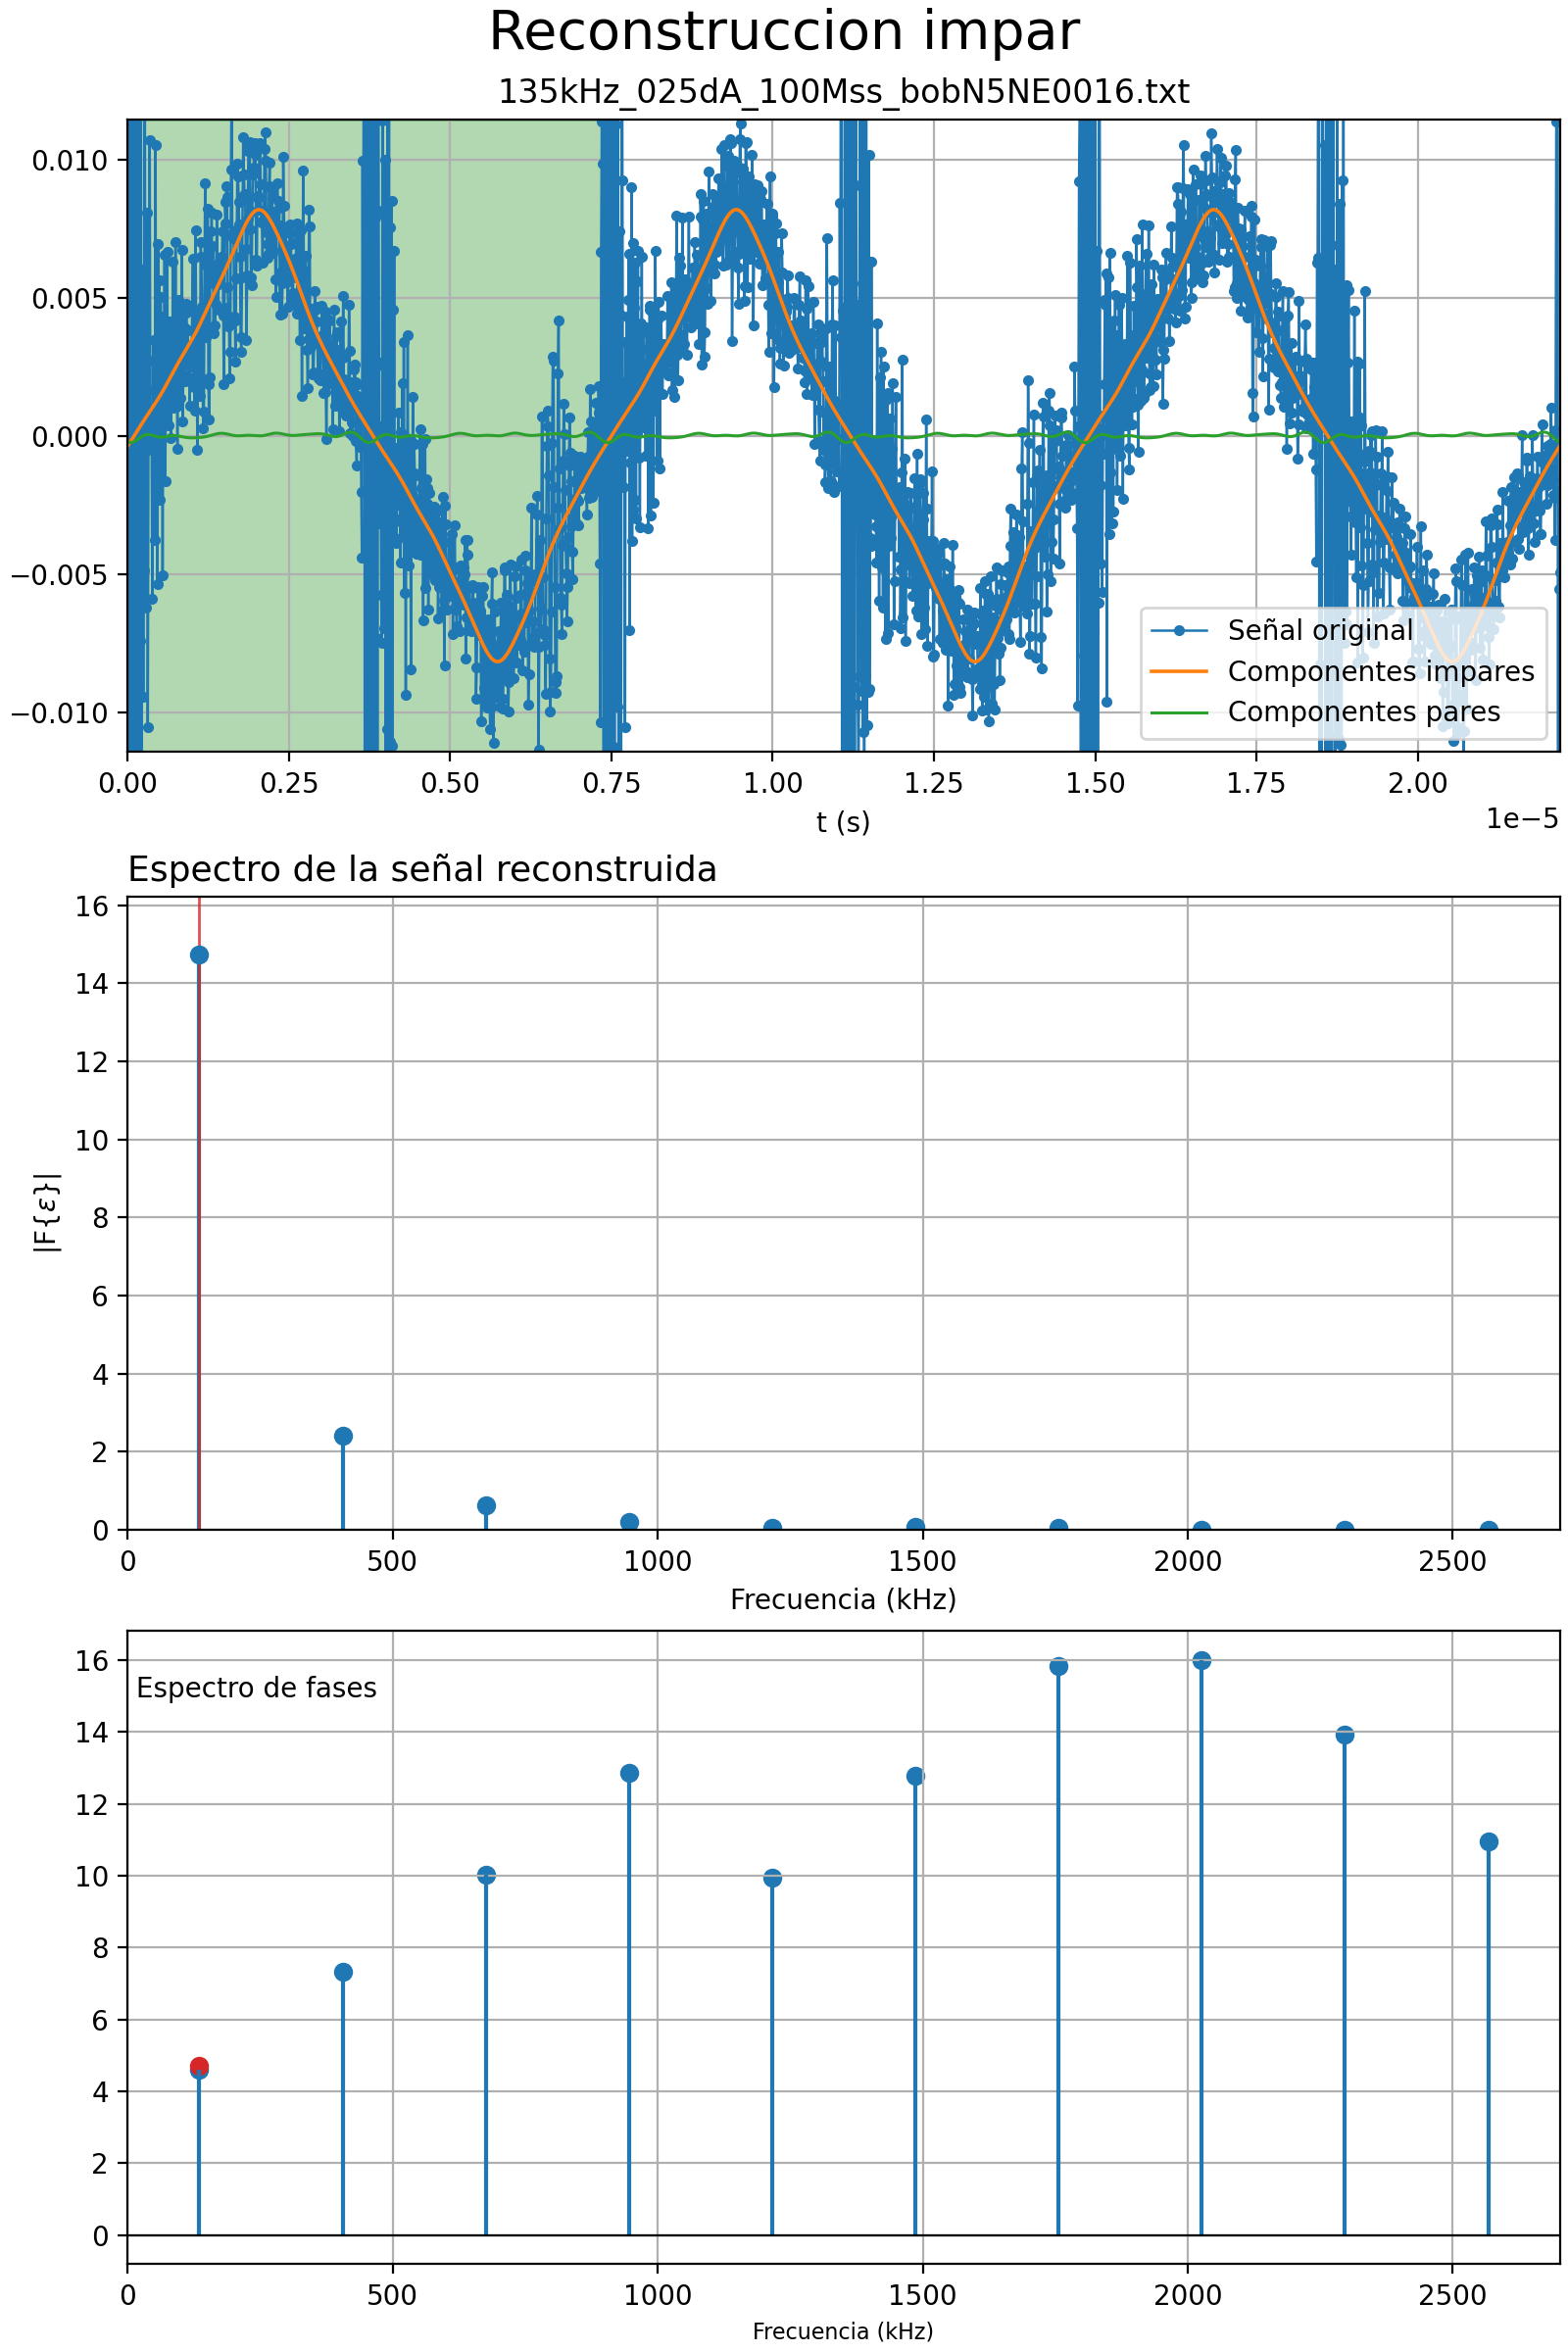 Reconstruccion impar
135kHz_025dA_100Mss_bobN5NE0016.txt
0.010
0.005
0.000
−0.005
−0.010
Señal original
Componentes impares
Componentes pares
0.00 0.25 0.50 0.75 1.00 1.25 1.50 1.75 2.00
t (s)
1e−5
Espectro de la señal reconstruida
16
14
12
10
8
6
4
2
0
|F{ε}|
0 500 1000 1500 2000 2500
Frecuencia (kHz)
16
Espectro de fases
14
12
10
8
6
4
2
0
0 500 1000 1500 2000 2500
Frecuencia (kHz)